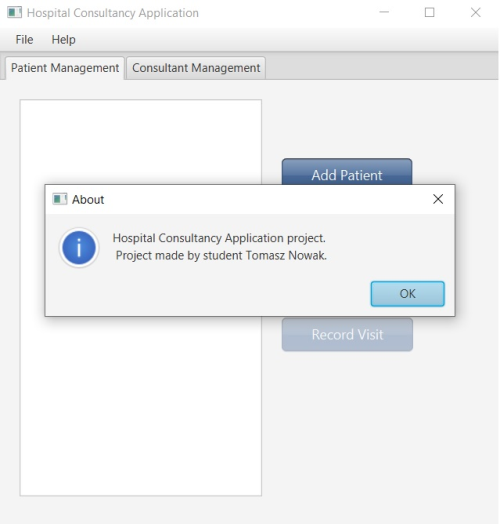 Hospital Consultancy Application
File Help
Patient Management Consultant Management
Add Patient
About
Hospital Consultancy Application project.
Project made by student Tomasz Nowak.
OK
Record Visit